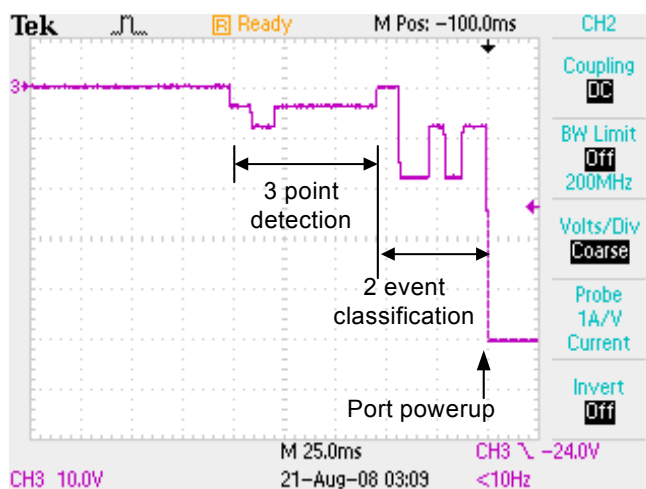 Tek R Ready M Pos: -100.0ms CH2
Coupling
DC
BW Limit
Off
200MHz
Volts/Div
Coarse
Probe
1A/V
Current
Invert
Off
3
3 point
detection
2 event
classification
Port powerup
M 25.0ms CH3 -24.0V
CH3 10.0V 21-Aug-08 03:09 <10Hz